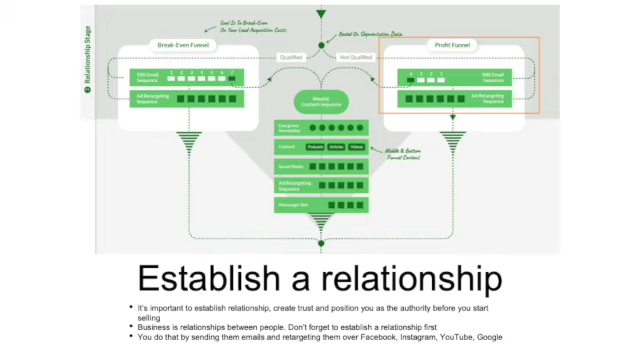 Relationship Stage
Goal Is To Break-Even
On Your Lead Acquisition Costs
Based On Segmentation Data
Break-Even Funnel
Qualified
Not Qualified
Profit Funnel
Email
Sequence
1 2 3 4 5 6 7
Ad Retargeting
Sequence
Weekly
Content Sequence
4 3 2 1
Email
Sequence
Ad Retargeting
Sequence
Evergreen
Newsletter
Content
Podcasts
Articles
Videos
Middle & Bottom
Funnel Content
Social Media
Ad Retargeting
Sequence
Messenger Bot
Establish a relationship
• It's important to establish relationship, create trust and position you as the authority before you start
selling
• Business is relationships between people. Don't forget to establish a relationship first
• You do that by sending them emails and retargeting them over Facebook, Instagram, YouTube, Google